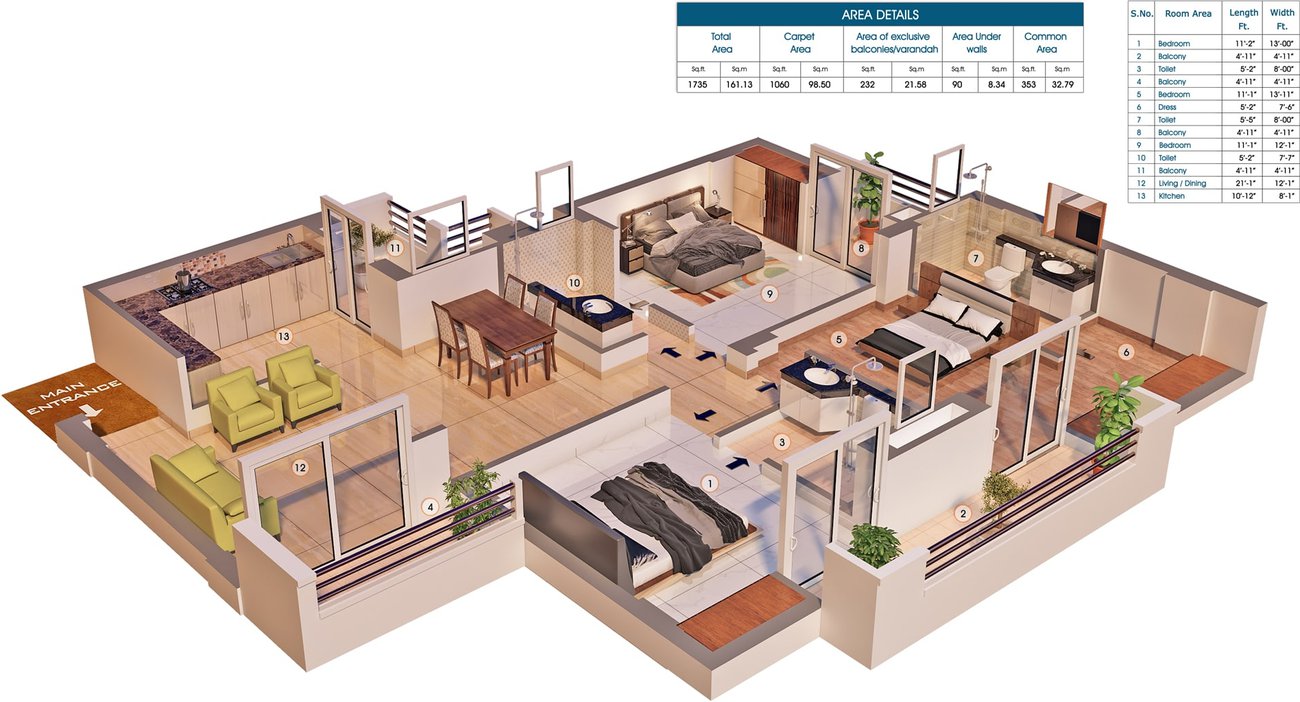 AREA DETAILS
Total Area Carpet Area Area of exclusive balconies/varandah Area Under walls Common Area
Sq.ft. Sq.m Sq.ft. Sq.m Sq.ft. Sq.m Sq.ft. Sq.m Sq.ft. Sq.m
1735 161.13 1060 98.50 232 21.58 90 8.34 353 32.79
S.No. Room Area Length Ft. Width Ft.
1 Bedroom 11'-2" 13'-00"
2 Balcony 4'-11" 4'-11"
3 Toilet 5'-2" 8'-00"
4 Balcony 4'-11" 4'-11"
5 Bedroom 11'-1" 13'-11"
6 Dress 5'-2" 7'-6"
7 Toilet 5'-5" 8'-00"
8 Balcony 4'-11" 4'-11"
9 Bedroom 11'-1" 12'-1"
10 Toilet 5'-2" 7'-7"
11 Balcony 4'-11" 4'-11"
12 Living / Dining 21'-1" 12'-1"
13 Kitchen 10'-12" 8'-1"
11
8
7
10
9
13
5
6
3
12
1
4
2
MAIN
ENTRANCE